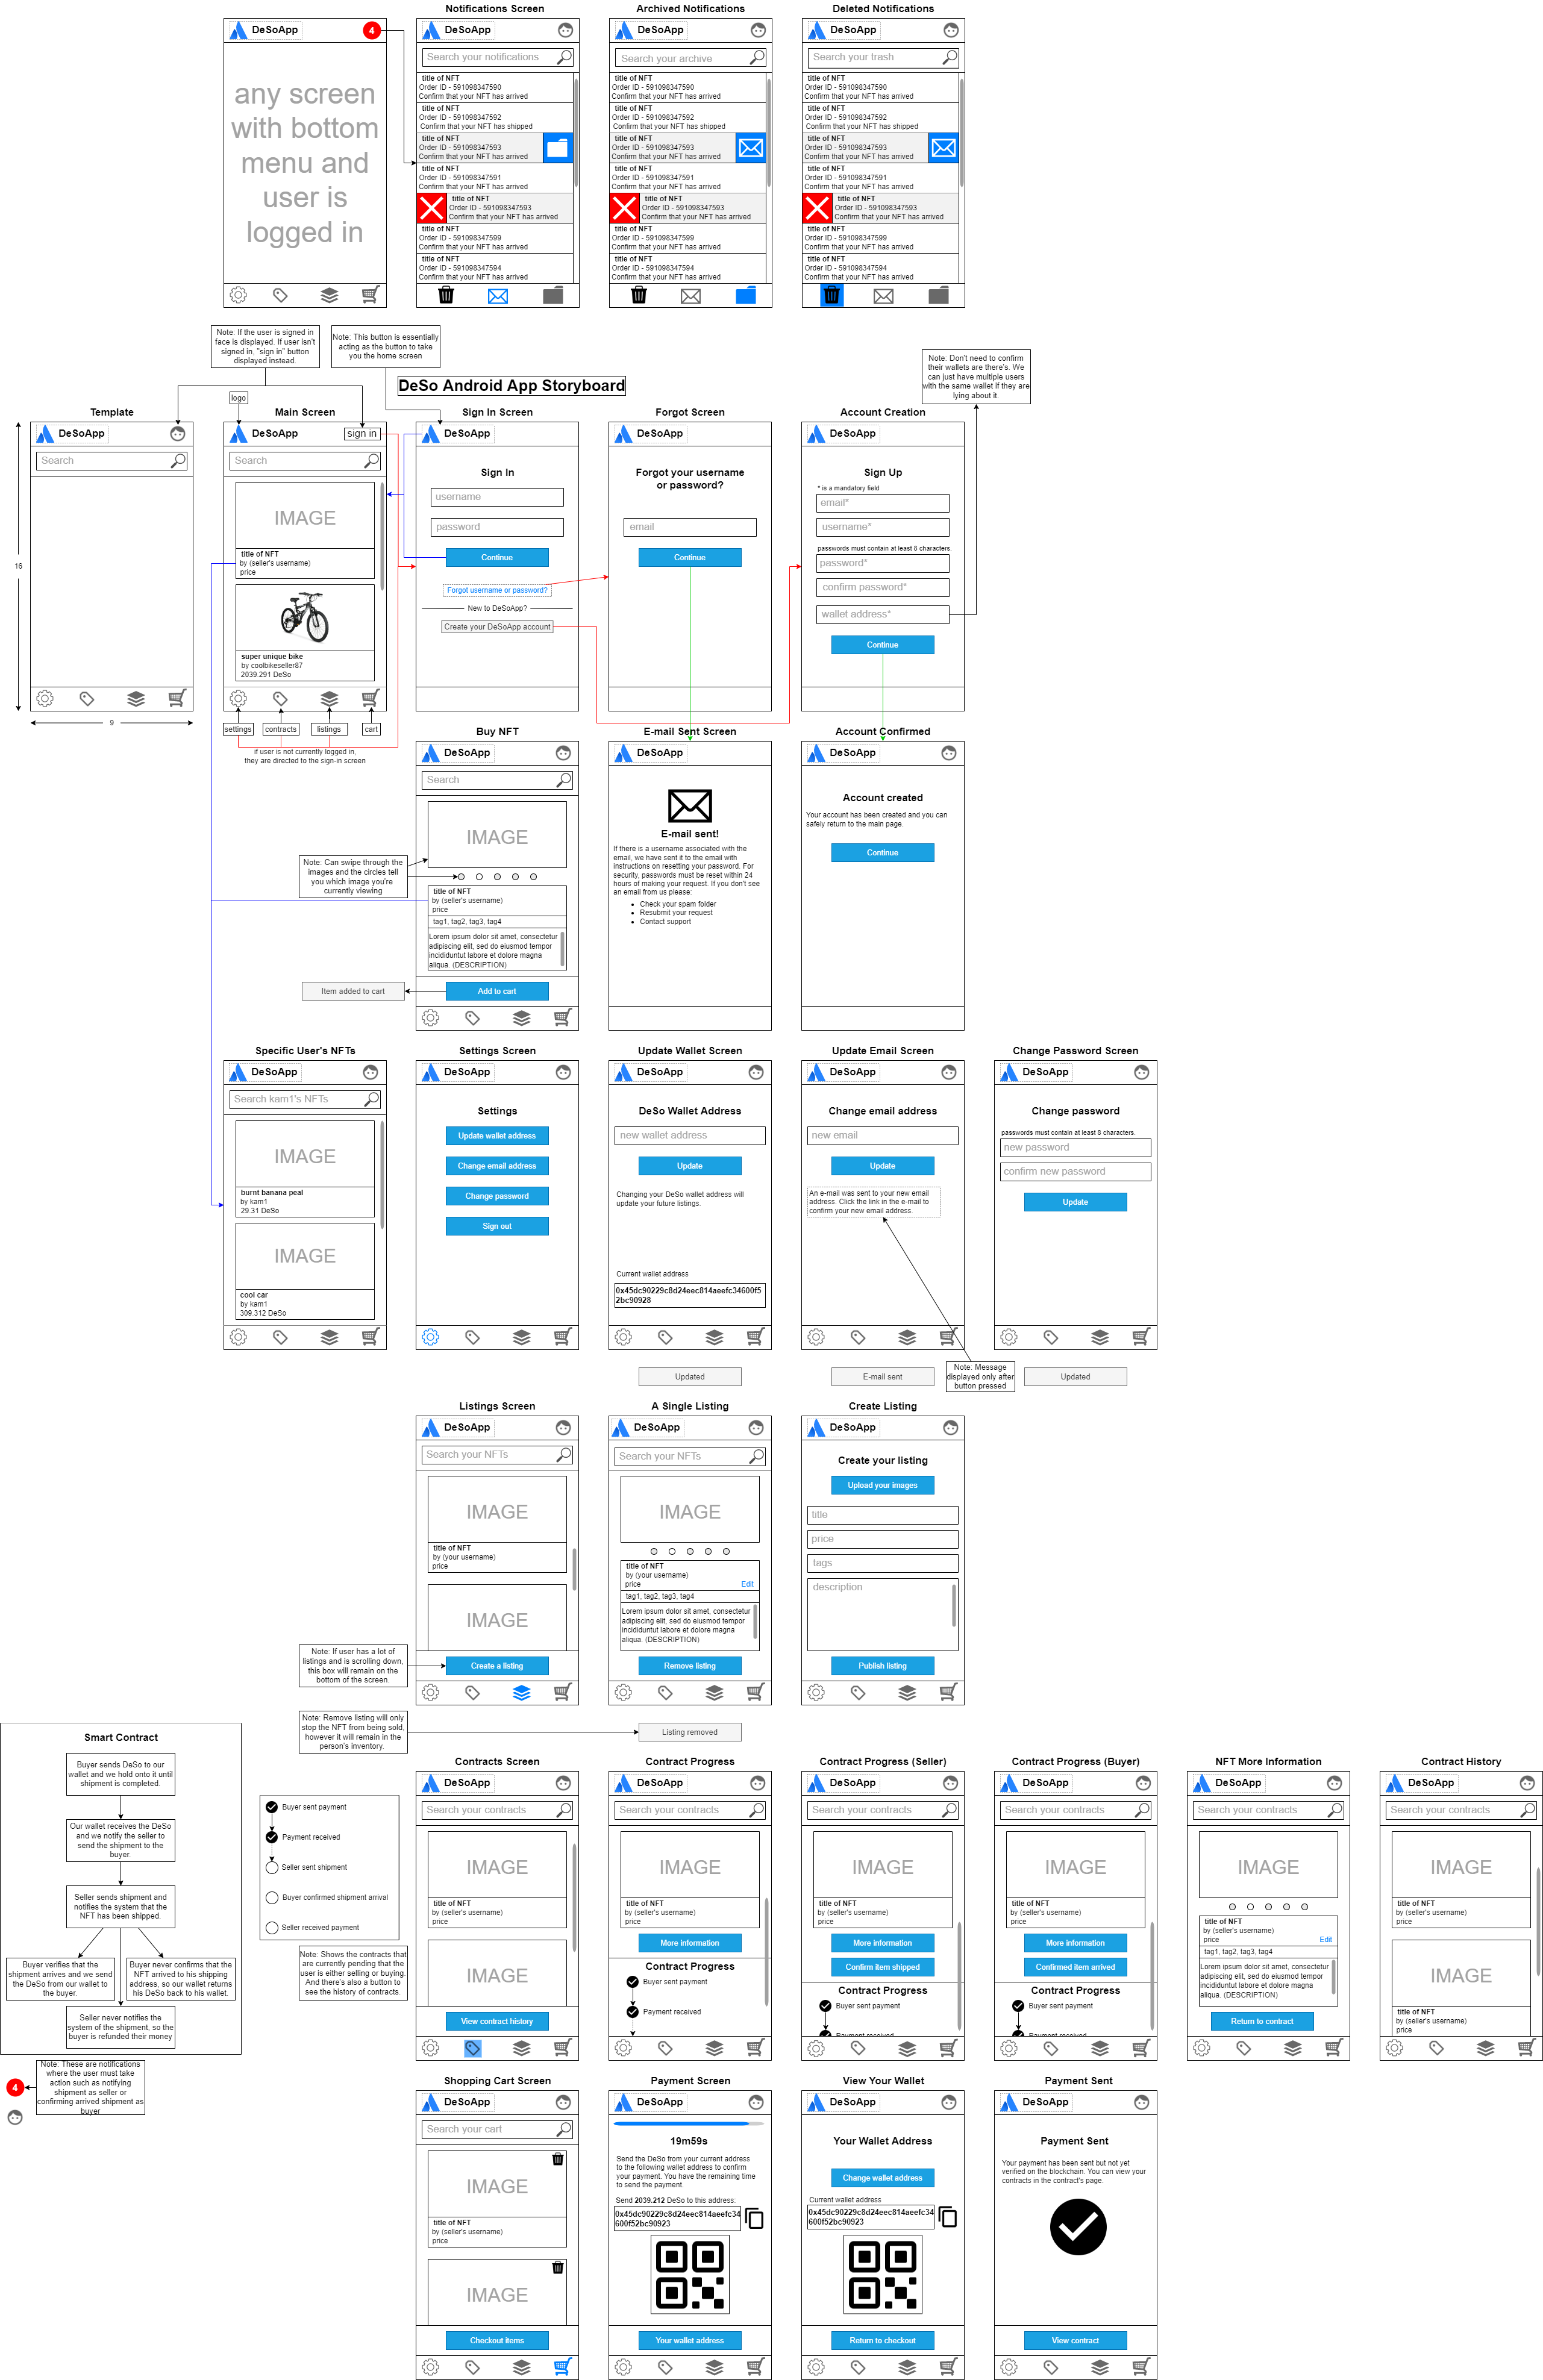 Notifications Screen
Archived Notifications
Deleted Notifications
DeSoApp
4
any screen
with bottom
menu and
user is
logged in
DeSoApp
Search your notifications
title of NFT
Order ID - 591098347590
Confirm that your NFT has arrived
title of NFT
Order ID - 591098347592
Confirm that your NFT has shipped
title of NFT
Order ID - 591098347593
Confirm that your NFT has arrived
title of NFT
Order ID - 591098347591
Confirm that your NFT has arrived
title of NFT
Order ID - 591098347593
Confirm that your NFT has arrived
title of NFT
Order ID - 591098347599
Confirm that your NFT has arrived
title of NFT
Order ID - 591098347594
Confirm that your NFT has arrived
DeSoApp
Search your archive
title of NFT
Order ID - 591098347590
Confirm that your NFT has arrived
title of NFT
Order ID - 591098347592
Confirm that your NFT has shipped
title of NFT
Order ID - 591098347593
Confirm that your NFT has arrived
title of NFT
Order ID - 591098347591
Confirm that your NFT has arrived
title of NFT
Order ID - 591098347593
Confirm that your NFT has arrived
title of NFT
Order ID - 591098347599
Confirm that your NFT has arrived
title of NFT
Order ID - 591098347594
Confirm that your NFT has arrived
DeSoApp
Search your trash
title of NFT
Order ID - 591098347590
Confirm that your NFT has arrived
title of NFT
Order ID - 591098347592
Confirm that your NFT has shipped
title of NFT
Order ID - 591098347593
Confirm that your NFT has arrived
title of NFT
Order ID - 591098347591
Confirm that your NFT has arrived
title of NFT
Order ID - 591098347593
Confirm that your NFT has arrived
title of NFT
Order ID - 591098347599
Confirm that your NFT has arrived
title of NFT
Order ID - 591098347594
Confirm that your NFT has arrived
Note: If the user is signed in
face is displayed. If user isn't
signed in, "sign in" button
displayed instead.
Note: This button is essentially
acting as the button to take
you the home screen
Note: Don't need to confirm
their wallets are there's. We
can just have multiple users
with the same wallet if they are
lying about it.
DeSo Android App Storyboard
logo
Template
DeSoApp
Search
16
9
Main Screen
DeSoApp
sign in
Search
IMAGE
title of NFT
by (seller's username)
price
super unique bike
by coolbikeseller87
2039.291 DeSo
settings
contracts
listings
cart
if user is not currently logged in,
they are directed to the sign-in screen
Sign In Screen
DeSoApp
Sign In
username
password
Continue
Forgot username or password?
New to DeSoApp?
Create your DeSoApp account
Forgot Screen
DeSoApp
Forgot your username
or password?
email
Continue
Account Creation
DeSoApp
Sign Up
* is a mandatory field
email*
username*
passwords must contain at least 8 characters.
password*
confirm password*
wallet address*
Continue
Buy NFT
DeSoApp
Search
IMAGE
Note: Can swipe through the
images and the circles tell
you which image you're
currently viewing
title of NFT
by (seller's username)
price
tag1, tag2, tag3, tag4
Lorem ipsum dolor sit amet, consectetur
adipiscing elit, sed do eiusmod tempor
incididuntut labore et dolore magna
aliqua. (DESCRIPTION)
Item added to cart
Add to cart
E-mail Sent Screen
DeSoApp
E-mail sent!
If there is a username associated with the
email, we have sent it to the email with
instructions on resetting your password. For
security, passwords must be reset within 24
hours of making your request. If you don't see
an email from us please:
Check your spam folder
Resubmit your request
Contact support
Account Confirmed
DeSoApp
Account created
Your account has been created and you can
safely return to the main page.
Continue
Specific User's NFTs
DeSoApp
Search kam1's NFTs
IMAGE
burnt banana peal
by kam1
29.31 DeSo
IMAGE
cool car
by kam1
309.312 DeSo
Settings Screen
DeSoApp
Settings
Update wallet address
Change email address
Change password
Sign out
Update Wallet Screen
DeSoApp
DeSo Wallet Address
new wallet address
Update
Changing your DeSo wallet address will
update your future listings.
Current wallet address
0x45dc90229c8d24eec814aeefc34600f5
2bc90928
Updated
Update Email Screen
DeSoApp
Change email address
new email
Update
An e-mail was sent to your new email
address. Click the link in the e-mail to
confirm your new email address.
E-mail sent
Note: Message
displayed only after
button pressed
Change Password Screen
DeSoApp
Change password
passwords must contain at least 8 characters.
new password
confirm new password
Update
Updated
Listings Screen
DeSoApp
Search your NFTs
IMAGE
title of NFT
by (your username)
price
IMAGE
Note: If user has a lot of
listings and is scrolling down,
this box will remain on the
bottom of the screen.
Create a listing
A Single Listing
DeSoApp
Search your NFTs
IMAGE
title of NFT
by (your username)
price
Edit
tag1, tag2, tag3, tag4
Lorem ipsum dolor sit amet, consectetur
adipiscing elit, sed do eiusmod tempor
incididuntut labore et dolore magna
aliqua. (DESCRIPTION)
Remove listing
Note: Remove listing will only
stop the NFT from being sold,
however it will remain in the
person's inventory.
Listing removed
Create Listing
DeSoApp
Create your listing
Upload your images
title
price
tags
description
Publish listing
Smart Contract
Buyer sends DeSo to our
wallet and we hold onto it until
shipment is completed.
Our wallet receives the DeSo
and we notify the seller to
send the shipment to the
buyer.
Seller sends shipment and
notifies the system that the
NFT has been shipped.
Buyer verifies that the
shipment arrives and we send
the DeSo from our wallet to
the buyer.
Buyer never confirms that the
NFT arrived to his shipping
address, so our wallet returns
his DeSo back to his wallet.
Seller never notifies the
system of the shipment, so the
buyer is refunded their money
Buyer sent payment
Payment received
Seller sent shipment
Buyer confirmed shipment arrival
Seller received payment
Note: Shows the contracts that
are currently pending that the
user is either selling or buying.
And there's also a button to
see the history of contracts.
4
Note: These are notifications
where the user must take
action such as notifying
shipment as seller or
confirming arrived shipment as
buyer
Contracts Screen
DeSoApp
Search your contracts
IMAGE
title of NFT
by (seller's username)
price
IMAGE
View contract history
Contract Progress
DeSoApp
Search your contracts
IMAGE
title of NFT
by (seller's username)
price
More information
Contract Progress
Buyer sent payment
Payment received
Contract Progress (Seller)
DeSoApp
Search your contracts
IMAGE
title of NFT
by (seller's username)
price
More information
Confirm item shipped
Contract Progress
Buyer sent payment
Payment received
Contract Progress (Buyer)
DeSoApp
Search your contracts
IMAGE
title of NFT
by (seller's username)
price
More information
Confirmed item arrived
Contract Progress
Buyer sent payment
Payment received
NFT More Information
DeSoApp
Search your contracts
IMAGE
title of NFT
by (seller's username)
price
Edit
tag1, tag2, tag3, tag4
Lorem ipsum dolor sit amet, consectetur
adipiscing elit, sed do eiusmod tempor
incididuntut labore et dolore magna
aliqua. (DESCRIPTION)
Return to contract
Contract History
DeSoApp
Search your contracts
IMAGE
title of NFT
by (seller's username)
price
IMAGE
title of NFT
by (seller's username)
price
Shopping Cart Screen
DeSoApp
Search your cart
IMAGE
title of NFT
by (seller's username)
price
IMAGE
Checkout items
Payment Screen
DeSoApp
19m59s
Send the DeSo from your current address
to the following wallet address to confirm
your payment. You have the remaining time
to send the payment.
Send 2039.212 DeSo to this address:
0x45dc90229c8d24eec814aeefc34
600f52bc90923
Your wallet address
View Your Wallet
DeSoApp
Your Wallet Address
Change wallet address
Current wallet address
0x45dc90229c8d24eec814aeefc34
600f52bc90923
Return to checkout
Payment Sent
DeSoApp
Payment Sent
Your payment has been sent but not yet
verified on the blockchain. You can view your
contracts in the contract's page.
View contract